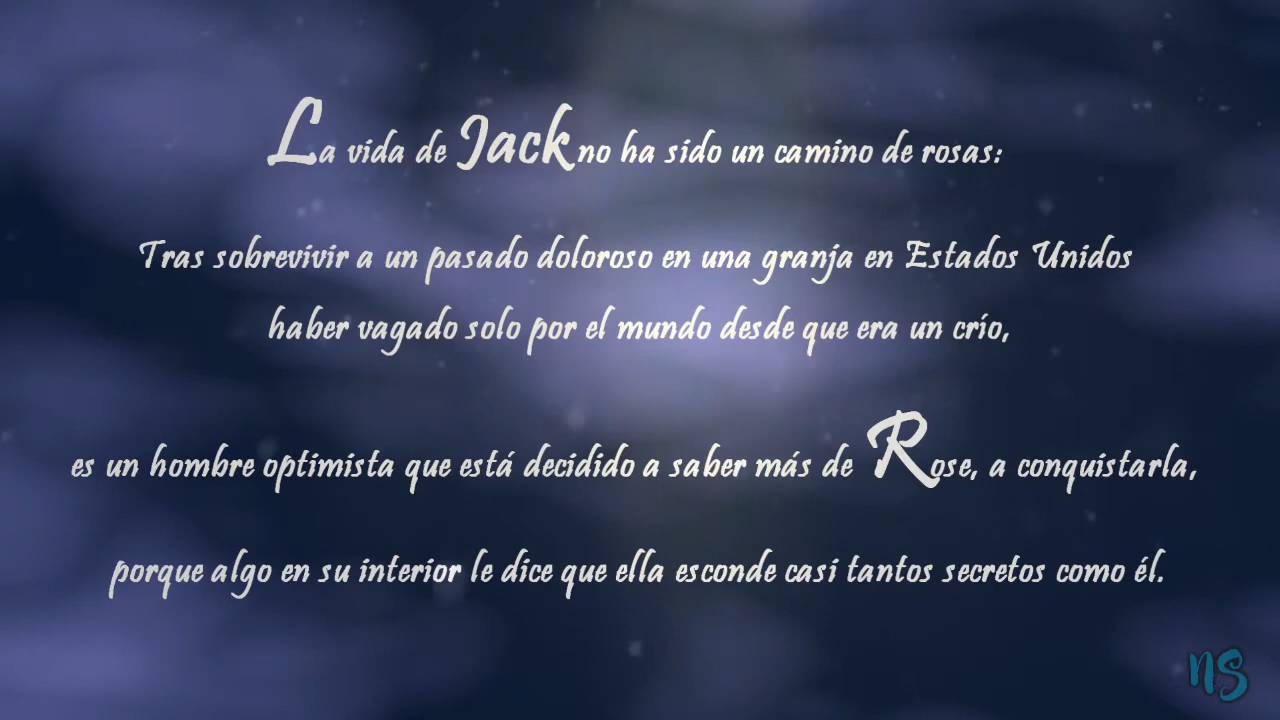 La vida de Jack no ha sido un camino de rosas:
Tras sobrevivir a un pasado doloroso en una granja en Estados Unidos
haber vagado solo por el mundo desde que era un crío,
es un hombre optimista que está decidido a saber más de Rose, a conquistarla,
porque algo en su interior le dice que ella esconde casi tantos secretos como él.
ns